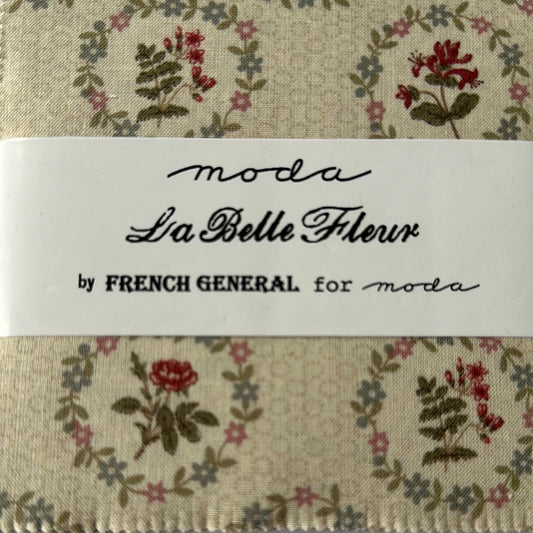 moda
La Belle Fleur
by FRENCH GENERAL for moda